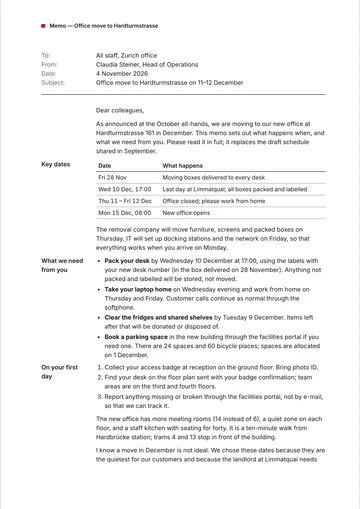 Memo — Office move to Hardturmstrasse
To: All staff, Zurich office
From: Claudia Steiner, Head of Operations
Date: 4 November 2026
Subject: Office move to Hardturmstrasse on 11–12 December
Dear colleagues,
As announced at the October all-hands, we are moving to our new office at
Hardturmstrasse 161 in December. This memo sets out what happens when, and
what we need from you. Please read it in full; it replaces the draft schedule
shared in September.
Key dates
Date What happens
Fri 28 Nov Moving boxes delivered to every desk
Wed 10 Dec, 17:00 Last day at Limmatquai; all boxes packed and labelled
Thu 11 – Fri 12 Dec Office closed; please work from home
Mon 15 Dec, 08:00 New office opens
The removal company will move furniture, screens and packed boxes on
Thursday. IT will set up docking stations and the network on Friday, so that
everything works when you arrive on Monday.
What we need
from you
• Pack your desk by Wednesday 10 December at 17:00, using the labels with
your new desk number (in the box delivered on 28 November). Anything not
packed and labelled will be stored, not moved.
• Take your laptop home on Wednesday evening and work from home on
Thursday and Friday. Customer calls continue as normal through the
softphone.
• Clear the fridges and shared shelves by Tuesday 9 December. Items left
after that will be donated or disposed of.
• Book a parking space in the new building through the facilities portal if you
need one. There are 24 spaces and 60 bicycle places; spaces are allocated
on 1 December.
On your first
day
1. Collect your access badge at reception on the ground floor. Bring photo ID.
2. Find your desk on the floor plan sent with your badge confirmation; team
areas are on the third and fourth floors.
3. Report anything missing or broken through the facilities portal, not by e-mail,
so that we can track it.
The new office has more meeting rooms (14 instead of 6), a quiet zone on each
floor, and a staff kitchen with seating for forty. It is a ten-minute walk from
Hardbrücke station; trams 4 and 13 stop in front of the building.
I know a move in December is not ideal. We chose these dates because they are
the quietest for our customers and because the landlord at Limmatquai needs